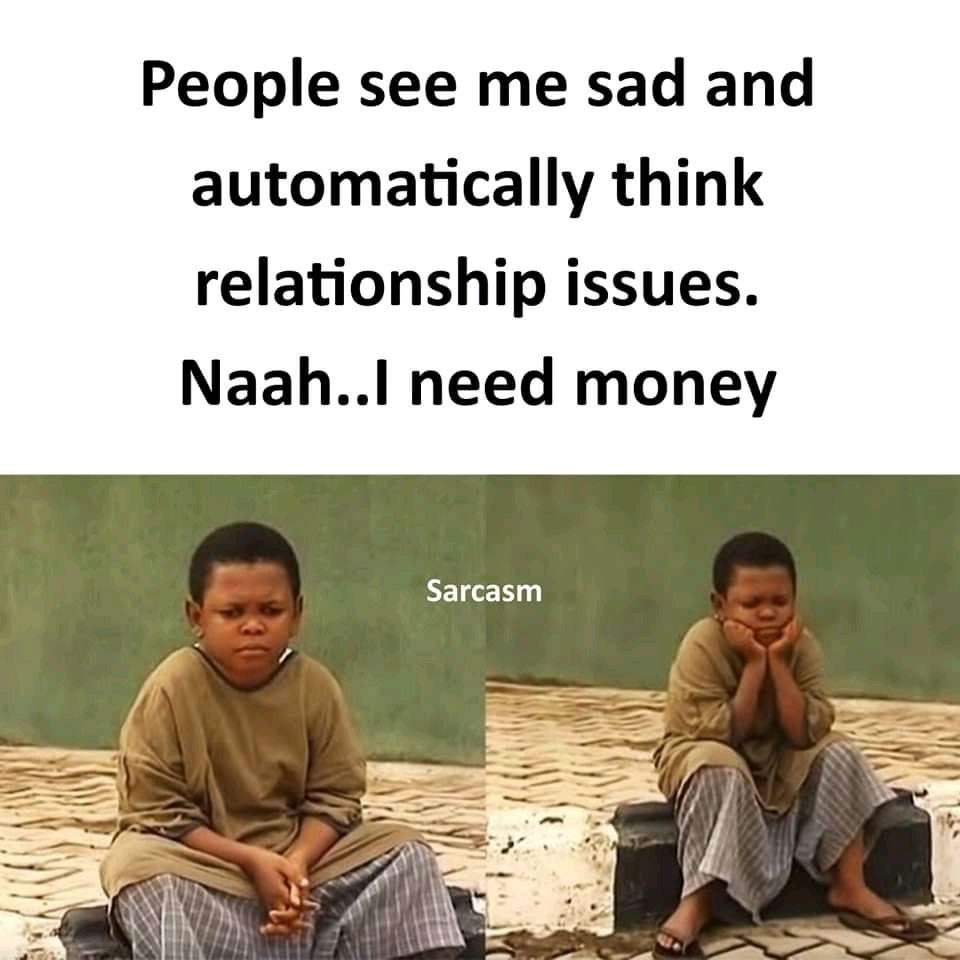 People see me sad and
automatically think
relationship issues.
Naah..I need money
Sarcasm